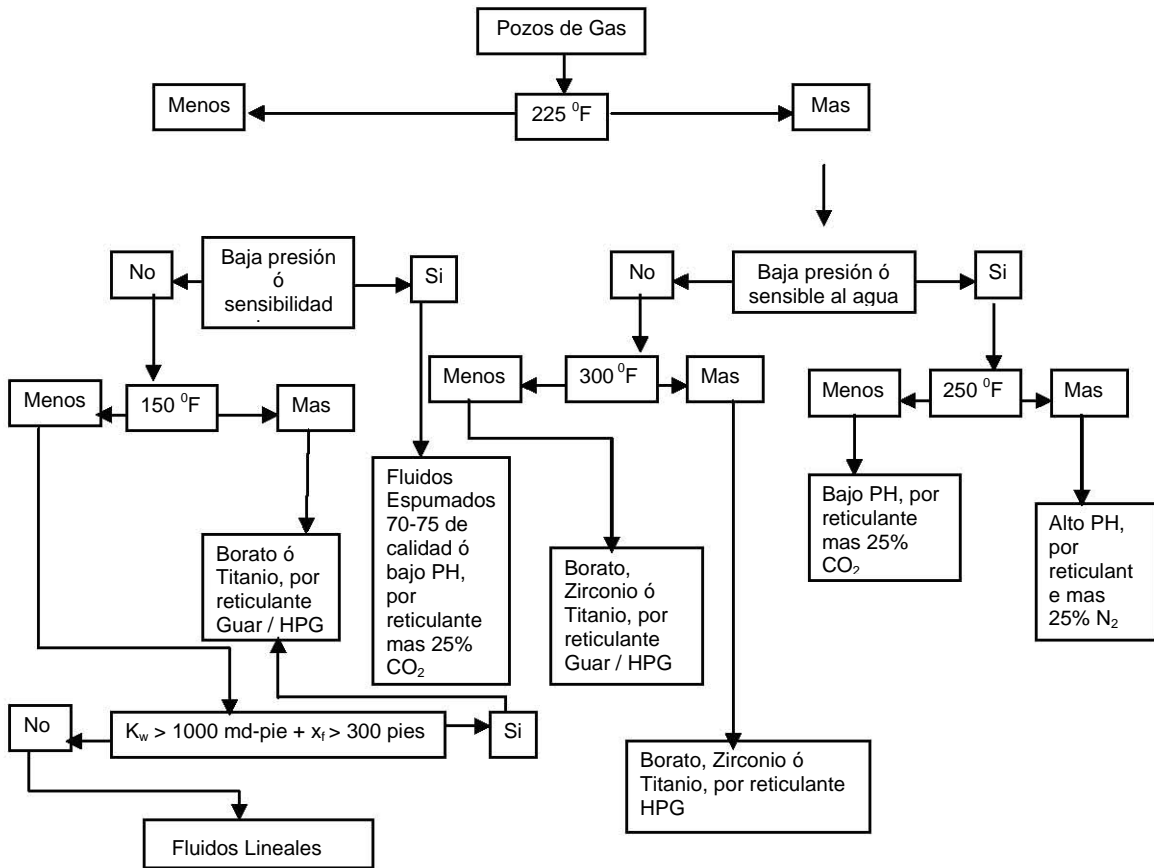 Pozos de Gas
Menos
225 ⁰F
Mas
No
Baja presión
ó
sensibilidad
Si
No
Baja presión ó
sensible al agua
Si
Menos
150 ⁰F
Mas
Menos
300 ⁰F
Mas
Menos
250 ⁰F
Mas
Borato ó
Titanio, por
reticulante
Guar / HPG
Fluidos
Espumados
70-75 de
calidad ó
bajo PH,
por
reticulante
mas 25%
CO₂
Borato,
Zirconio ó
Titanio, por
reticulante
Guar / HPG
Bajo PH, por
reticulante
mas 25%
CO₂
Alto PH,
por
reticulant
e mas
25% N₂
No
K_w > 1000 md-pie + x_f > 300 pies
Si
Borato, Zirconio ó
Titanio, por reticulante
HPG
Fluidos Lineales